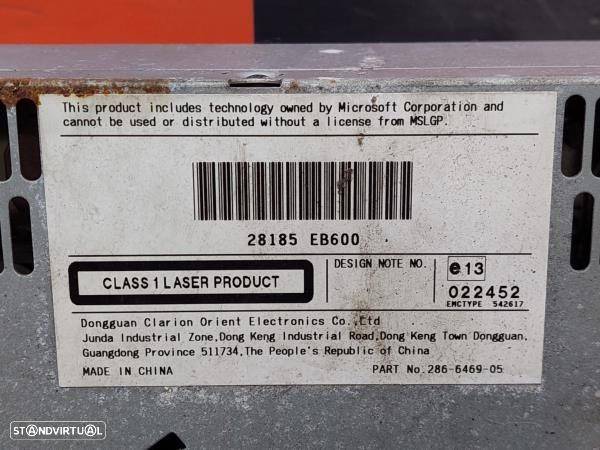 This product includes technology owned by Microsoft Corporation and
cannot be used or distributed without a license from MSLGP.
28185 EB600
CLASS 1 LASER PRODUCT
DESIGN NOTE NO.
e13
022452
EMCTYPE 542617
Dongguan Clarion Orient Electronics Co.,Ltd
Junda Industrial Zone,Dong Keng Industrial Road,Dong Keng Town Dongguan,
Guangdong Province 511734,The People's Republic of China
MADE IN CHINA
PART No.286-6469-05
STANDVIRTUAL